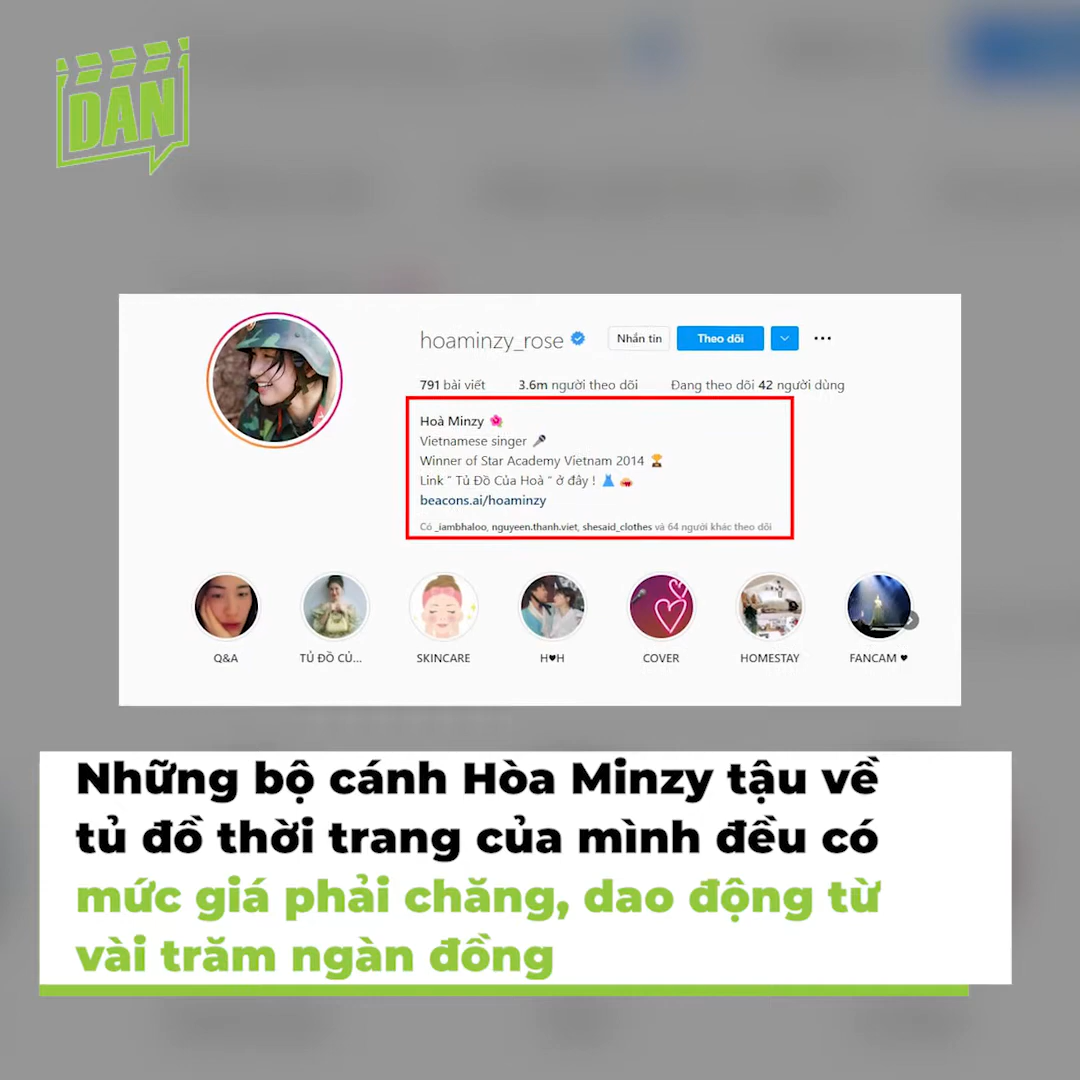 DAN
hoaminzy_rose
Nhắn tin
Theo dõi
791 bài viết 3.6m người theo dõi Đang theo dõi 42 người dùng
Hoà Minzy 🌺
Vietnamese singer 🎤
Winner of Star Academy Vietnam 2014 🏆
Link " Tủ Đồ Của Hoà " ở đây ! 👗 👝
beacons.ai/hoaminzy
Có _iambhaloo, nguyeen.thanh.viet, shesaid_clothes và 64 người khác theo dõi
Q&A TỦ ĐỒ CỦ... SKINCARE H♥H COVER HOMESTAY FANCAM ♥
Những bộ cánh Hòa Minzy tậu về
tủ đồ thời trang của mình đều có
mức giá phải chăng, dao động từ
vài trăm ngàn đồng